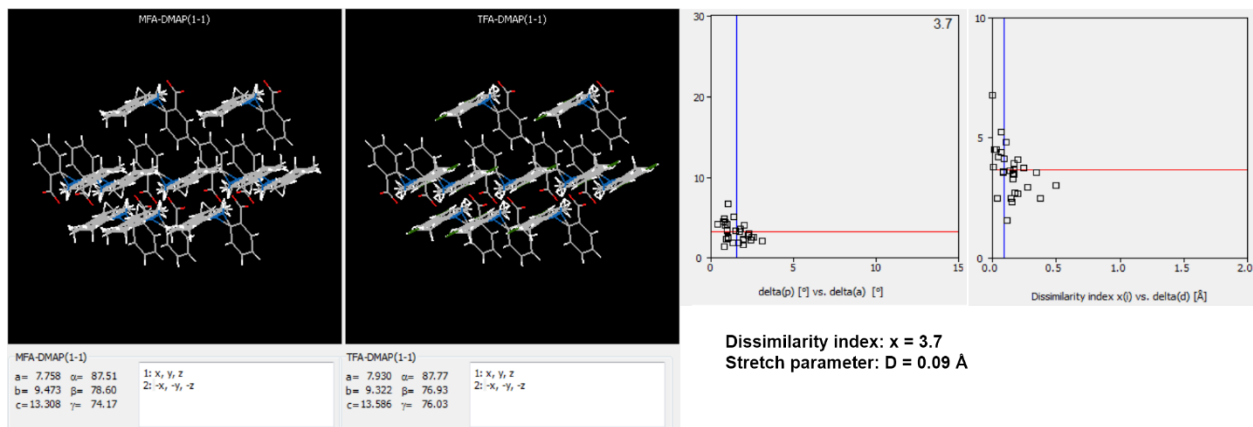 MFA-DMAP(1-1)
TFA-DMAP(1-1)
MFA-DMAP(1-1)
a= 7.758 α= 87.51
b= 9.473 β= 78.60
c= 13.308 γ= 74.17
1: x, y, z
2: -x, -y, -z
TFA-DMAP(1-1)
a= 7.930 α= 87.77
b= 9.322 β= 76.93
c= 13.586 γ= 76.03
1: x, y, z
2: -x, -y, -z
30
20
10
0
0
5
10
15
3.7
delta(p) [°] vs. delta(a) [°]
10
5
0
0.0
0.5
1.0
1.5
2.0
Dissimilarity index x(i) vs. delta(d) [Å]
Dissimilarity index: x = 3.7
Stretch parameter: D = 0.09 Å